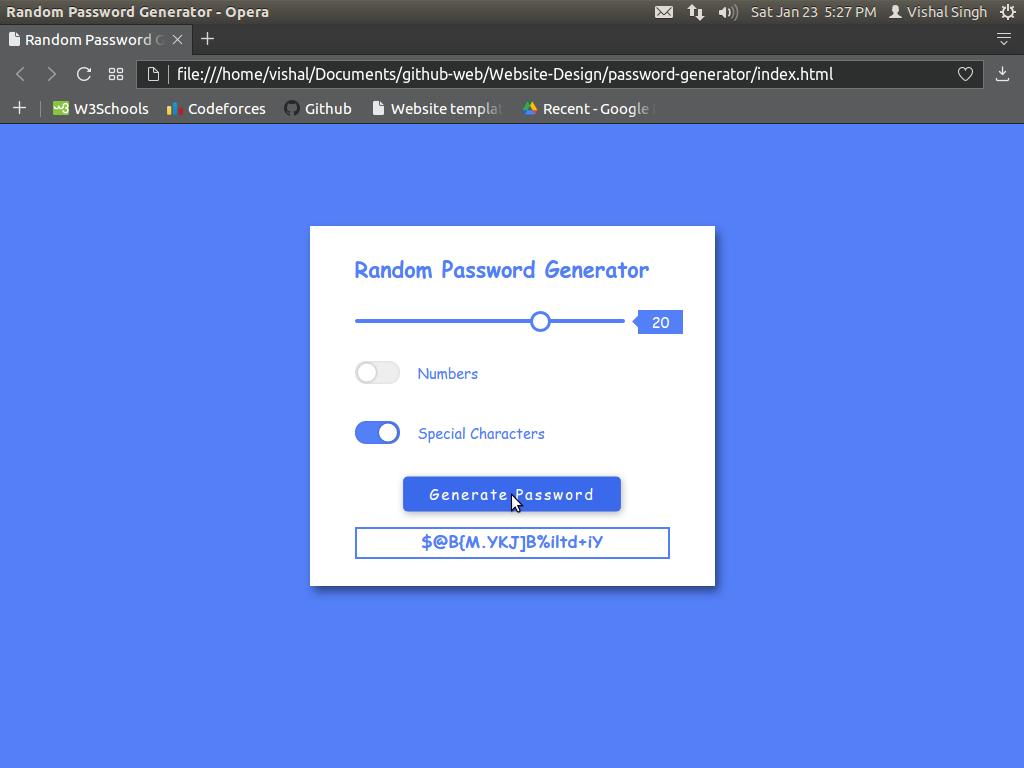 Random Password Generator - Opera
Sat Jan 23 5:27 PM Vishal Singh
Random Password
file:///home/vishal/Documents/github-web/Website-Design/password-generator/index.html
W3Schools Codeforces Github Website templat Recent - Google
Random Password Generator
20
Numbers
Special Characters
Generate Password
$@B{M.YKJ]B%iltd+iY